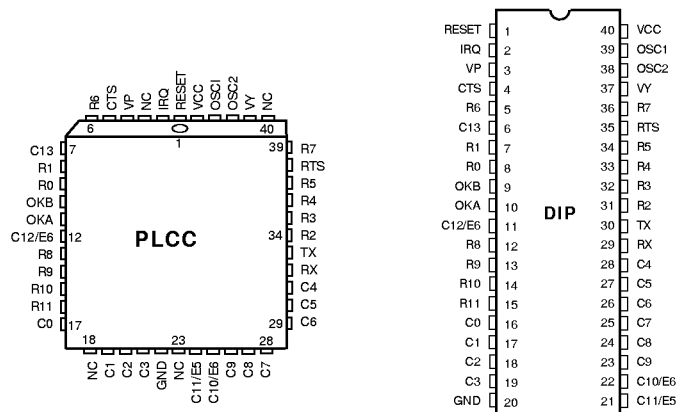 R6 CTS VP NC IRQ RESET VCC OSC1 OSC2 VY NC
6 1 40
C13 7 39 R7
R1 RTS
R0 R5
OKB R4
OKA R3
C12/E6 12 34 R2
R8 TX
R9 RX
R10 C4
R11 C5
C0 17 29 C6
PLCC
18 23 28
NC C1 C2 C3 GND NC C11/E5 C10/E6 C9 C8 C7
RESET 1 40 VCC
IRQ 2 39 OSC1
VP 3 38 OSC2
CTS 4 37 VY
R6 5 36 R7
C13 6 35 RTS
R1 7 34 R5
R0 8 33 R4
OKB 9 32 R3
OKA 10 31 R2
DIP
C12/E6 11 30 TX
R8 12 29 RX
R9 13 28 C4
R10 14 27 C5
R11 15 26 C6
C0 16 25 C7
C1 17 24 C8
C2 18 23 C9
C3 19 22 C10/E6
GND 20 21 C11/E5